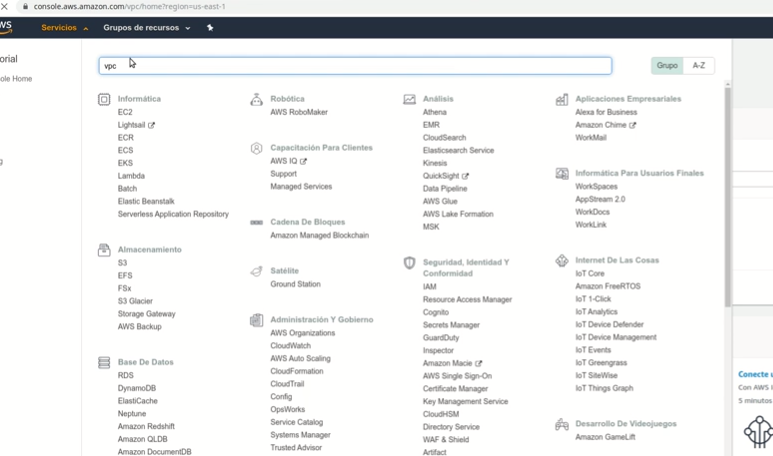 console.aws.amazon.com/vpc/home?region=us-east-1
Servicios
Grupos de recursos
orial
ole Home
vpc
Grupo
A-Z
Informática
EC2
Lightsail
ECR
ECS
EKS
Lambda
Batch
Elastic Beanstalk
Serverless Application Repository
Almacenamiento
S3
EFS
FSx
S3 Glacier
Storage Gateway
AWS Backup
Base De Datos
RDS
DynamoDB
ElastiCache
Neptune
Amazon Redshift
Amazon QLDB
Amazon DocumentDB
Robótica
AWS RoboMaker
Capacitación Para Clientes
AWS IQ
Support
Managed Services
Cadena De Bloques
Amazon Managed Blockchain
Satélite
Ground Station
Administración Y Gobierno
AWS Organizations
CloudWatch
AWS Auto Scaling
CloudFormation
CloudTrail
Config
OpsWorks
Service Catalog
Systems Manager
Trusted Advisor
Análisis
Athena
EMR
CloudSearch
Elasticsearch Service
Kinesis
QuickSight
Data Pipeline
AWS Glue
AWS Lake Formation
MSK
Seguridad, Identidad Y
Conformidad
IAM
Resource Access Manager
Cognito
Secrets Manager
GuardDuty
Inspector
Amazon Macie
AWS Single Sign-On
Certificate Manager
Key Management Service
CloudHSM
Directory Service
WAF & Shield
Artifact
Aplicaciones Empresariales
Alexa for Business
Amazon Chime
WorkMail
Informática Para Usuarios Finales
WorkSpaces
AppStream 2.0
WorkDocs
WorkLink
Internet De Las Cosas
IoT Core
Amazon FreeRTOS
IoT 1-Click
IoT Analytics
IoT Device Defender
IoT Device Management
IoT Events
IoT Greengrass
IoT SiteWise
IoT Things Graph
Desarrollo De Videojuegos
Amazon GameLift
Conecte u
Con AWS I
5 minutos